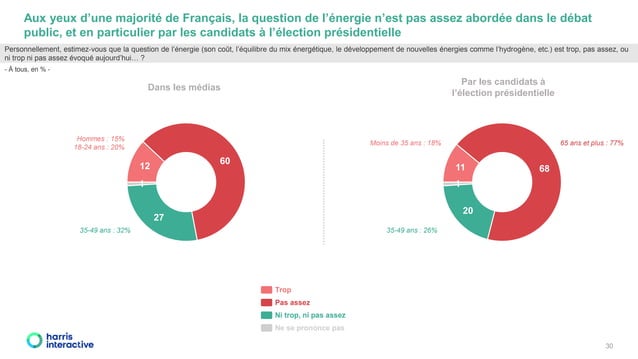 Aux yeux d’une majorité de Français, la question de l’énergie n’est pas assez abordée dans le débat
public, et en particulier par les candidats à l’élection présidentielle
Personnellement, estimez-vous que la question de l’énergie (son coût, l’équilibre du mix énergétique, le développement de nouvelles énergies comme l’hydrogène, etc.) est trop, pas assez, ou
ni trop ni pas assez évoqué aujourd’hui… ?
- À tous, en % -
Dans les médias
Hommes : 15%
18-24 ans : 20%
12
60
1
27
35-49 ans : 32%
Par les candidats à
l’élection présidentielle
Moins de 35 ans : 18%
65 ans et plus : 77%
11
68
1
20
35-49 ans : 26%
Trop
Pas assez
Ni trop, ni pas assez
Ne se prononce pas
harris
interactive
30